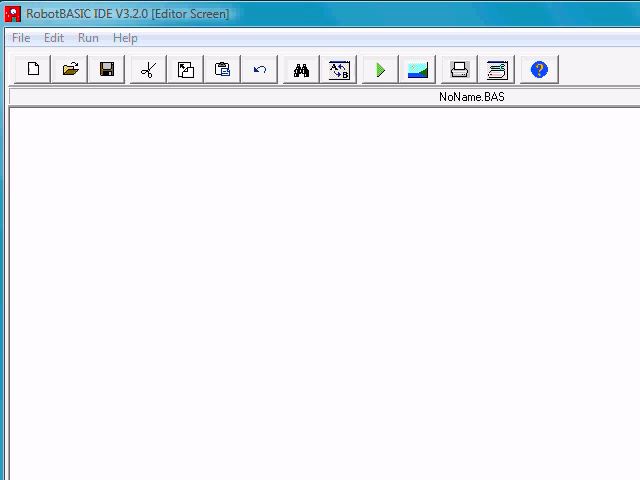 RobotBASIC IDE V3.2.0 [Editor Screen]
File Edit Run Help
A B
?
NoName.BAS